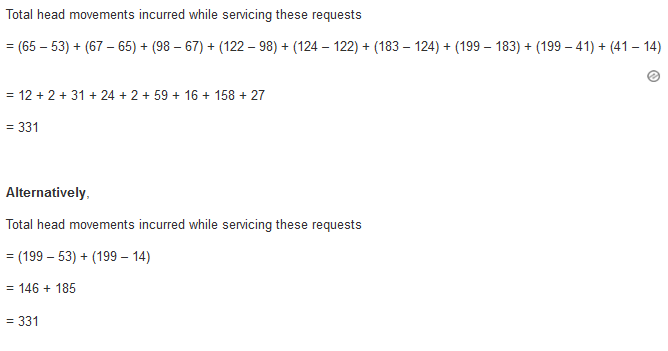 Total head movements incurred while servicing these requests
= (65 – 53) + (67 – 65) + (98 – 67) + (122 – 98) + (124 – 122) + (183 – 124) + (199 – 183) + (199 – 41) + (41 – 14)
= 12 + 2 + 31 + 24 + 2 + 59 + 16 + 158 + 27
= 331
Alternatively,
Total head movements incurred while servicing these requests
= (199 – 53) + (199 – 14)
= 146 + 185
= 331